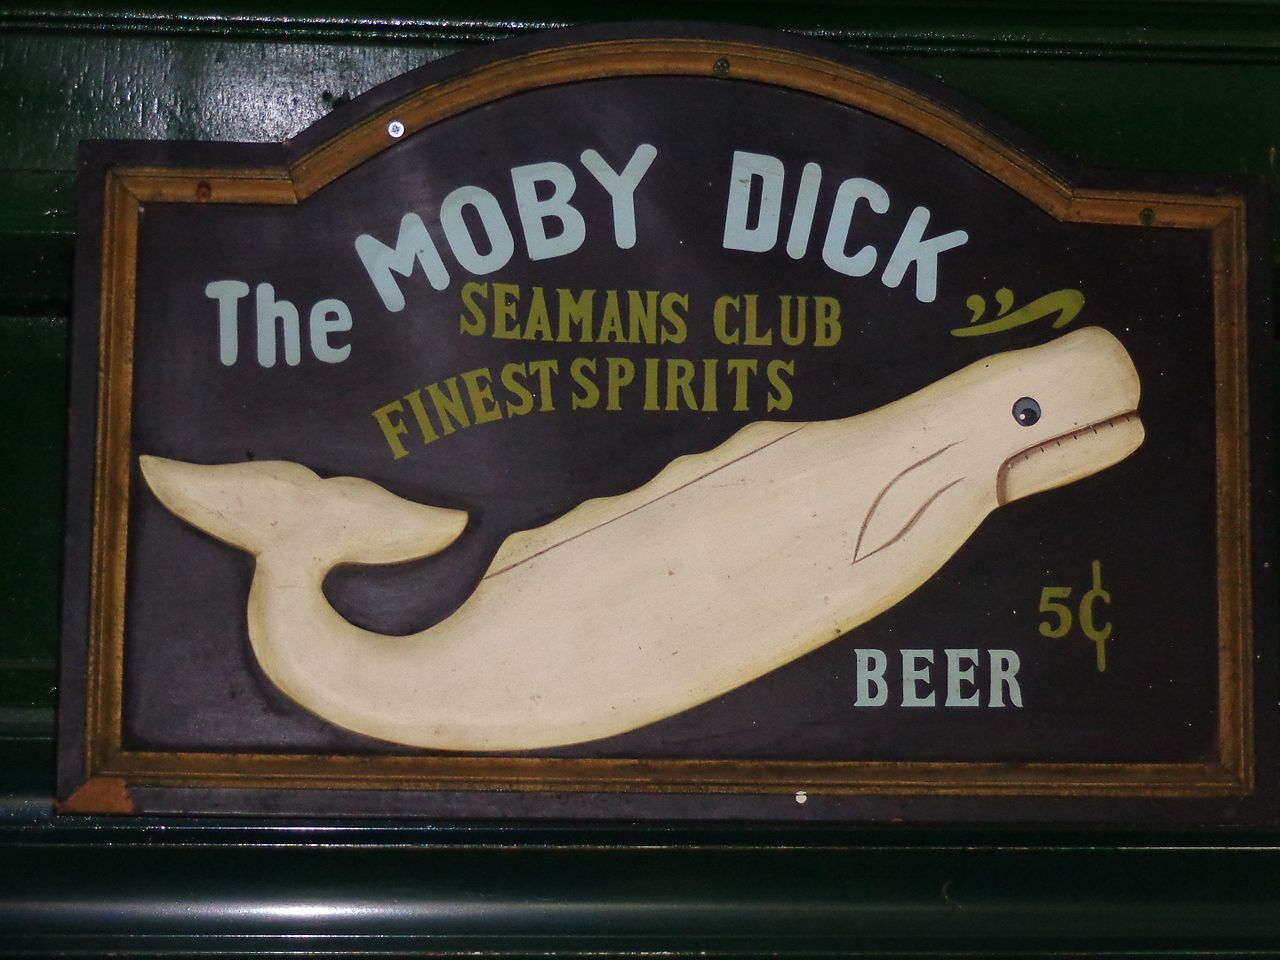 The MOBY DICK
SEAMANS CLUB
FINEST SPIRITS
5¢
BEER